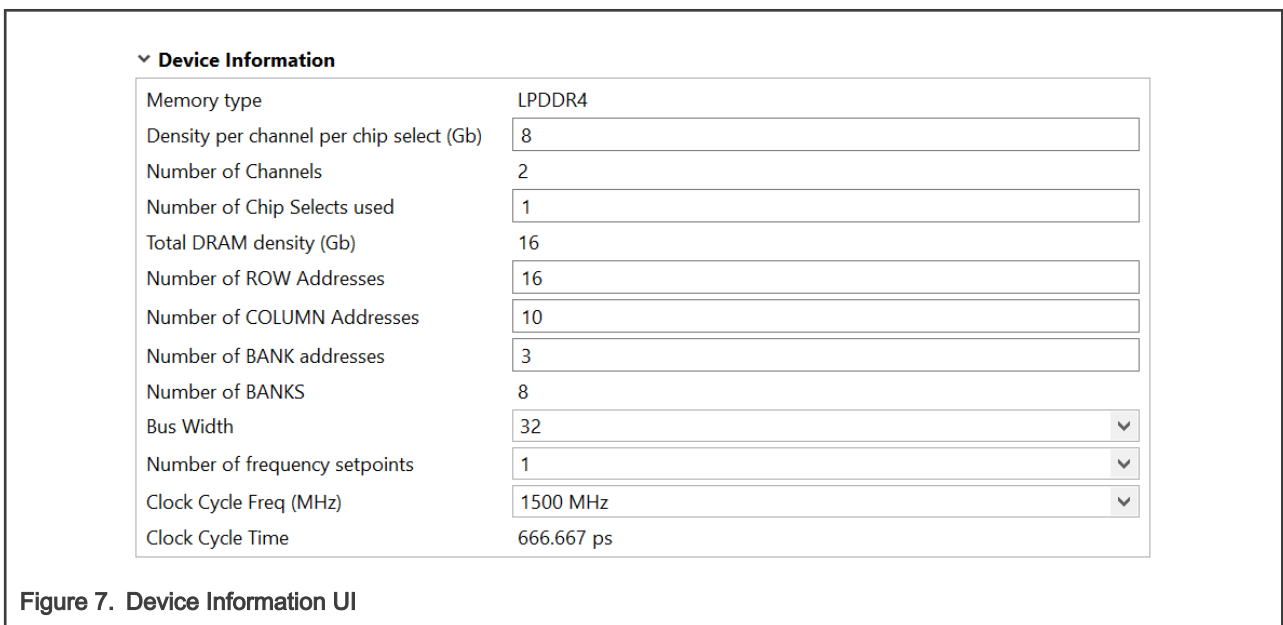 Device Information
Memory type LPDDR4
Density per channel per chip select (Gb) 8
Number of Channels 2
Number of Chip Selects used 1
Total DRAM density (Gb) 16
Number of ROW Addresses 16
Number of COLUMN Addresses 10
Number of BANK addresses 3
Number of BANKS 8
Bus Width 32
Number of frequency setpoints 1
Clock Cycle Freq (MHz) 1500 MHz
Clock Cycle Time 666.667 ps
Figure 7. Device Information UI